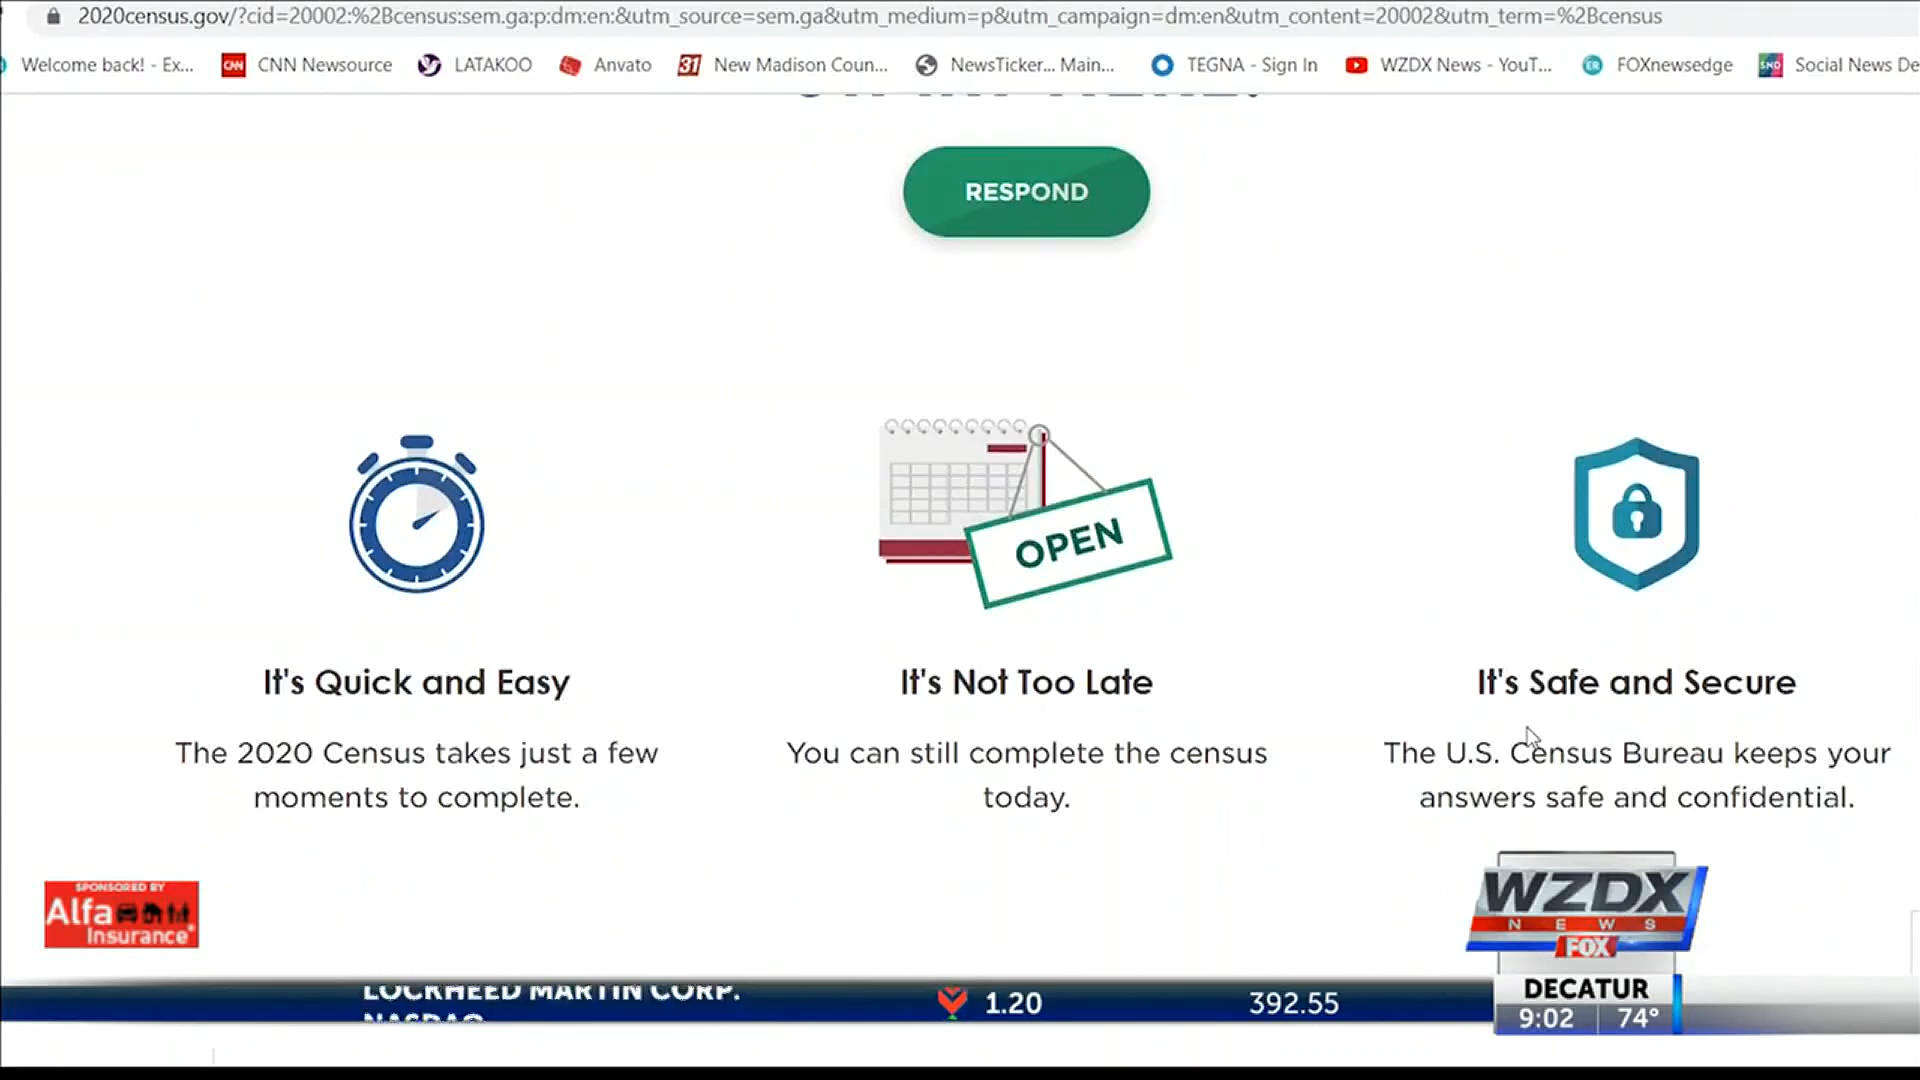 2020census.gov/?cid=20002:%2Bcensus:sem.ga:p:dm:en:&utm_source=sem.ga&utm_medium=p&utm_campaign=dm:en&utm_content=20002&utm_term=%2Bcensus
Welcome back! - Ex... CNN CNN Newsource LATAKOO Anvato 31 New Madison Coun... NewsTicker... Main... TEGNA - Sign In WZDX News - YouT... ER FOXnewsedge SND Social News De
RESPOND
OPEN
It's Quick and Easy
The 2020 Census takes just a few
moments to complete.
It's Not Too Late
You can still complete the census
today.
It's Safe and Secure
The U.S. Census Bureau keeps your
answers safe and confidential.
SPONSORED BY
Alfa
Insurance®
WZDX
NEWS
FOX
LOCKHEED MARTIN CORP. 1.20 392.55
NASDAQ
DECATUR
9:02 74°